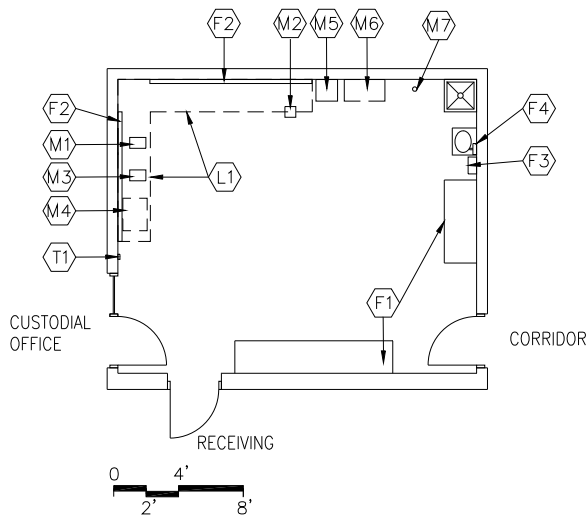 F2
M2
M5
M6
M7
F2
F4
M1
F3
M3
L1
M4
T1
F1
CUSTODIAL
OFFICE
CORRIDOR
RECEIVING
0 4'
2' 8'